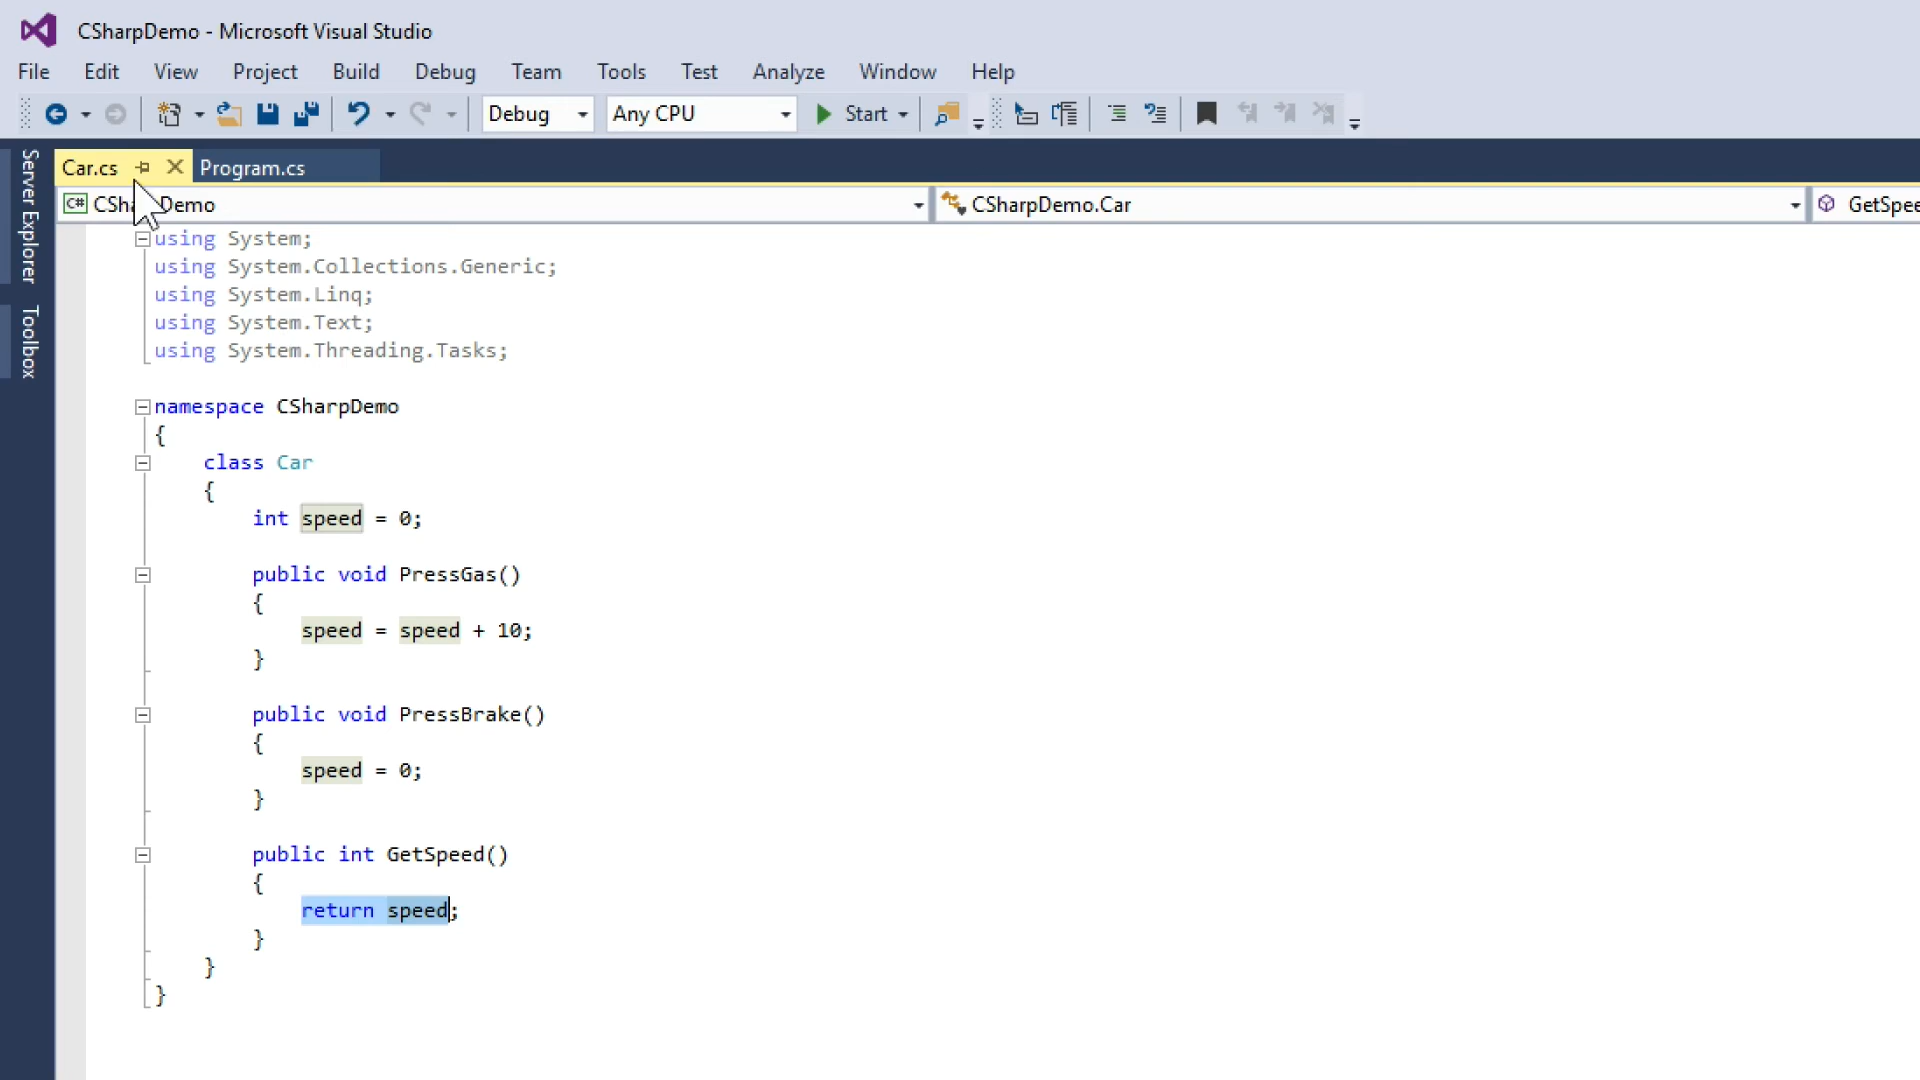 CSharpDemo - Microsoft Visual Studio
File Edit View Project Build Debug Team Tools Test Analyze Window Help
Debug Any CPU Start
Server Explorer
Toolbox
Car.cs Program.cs
C# CSharpDemo CSharpDemo.Car GetSpee
using System;
using System.Collections.Generic;
using System.Linq;
using System.Text;
using System.Threading.Tasks;
namespace CSharpDemo
{
class Car
{
int speed = 0;
public void PressGas()
{
speed = speed + 10;
}
public void PressBrake()
{
speed = 0;
}
public int GetSpeed()
{
return speed;
}
}
}